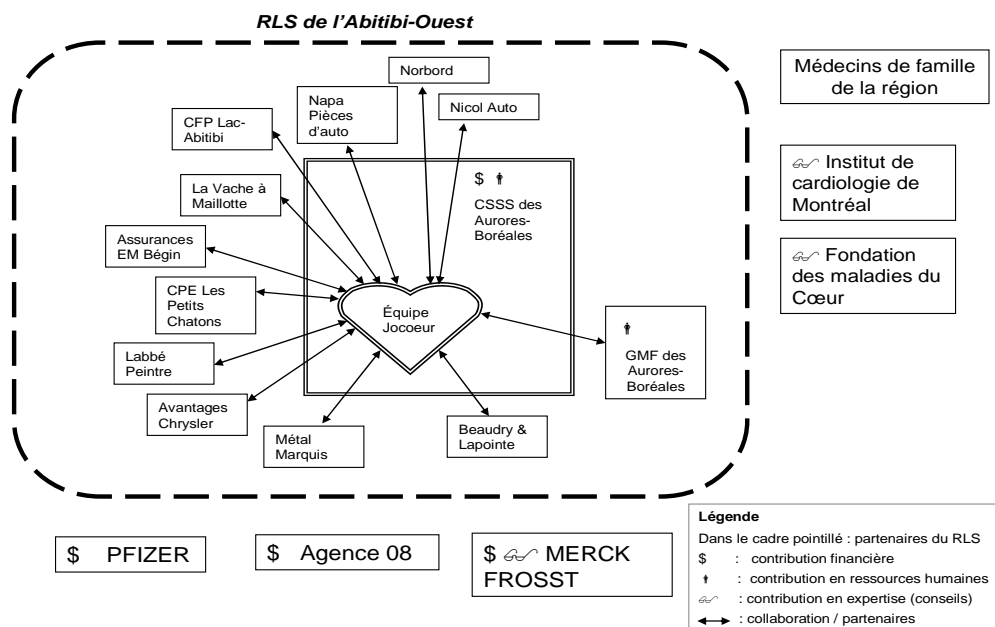 RLS de l'Abitibi-Ouest
Norbord
Napa
Pièces
d'auto
Nicol Auto
CFP Lac-
Abitibi
La Vache à
Maillotte
Assurances
EM Bégin
CPE Les
Petits
Chatons
Labbé
Peintre
Avantages
Chrysler
Métal
Marquis
Beaudry &
Lapointe
$
CSSS des
Aurores-
Boréales
Équipe
Jocoeur
GMF des
Aurores-
Boréales
Médecins de famille
de la région
Institut de
cardiologie de
Montréal
Fondation
des maladies du
Cœur
$ PFIZER
$ Agence 08
$ MERCK
FROSST
Légende
Dans le cadre pointillé : partenaires du RLS
$ : contribution financière
: contribution en ressources humaines
: contribution en expertise (conseils)
: collaboration / partenaires